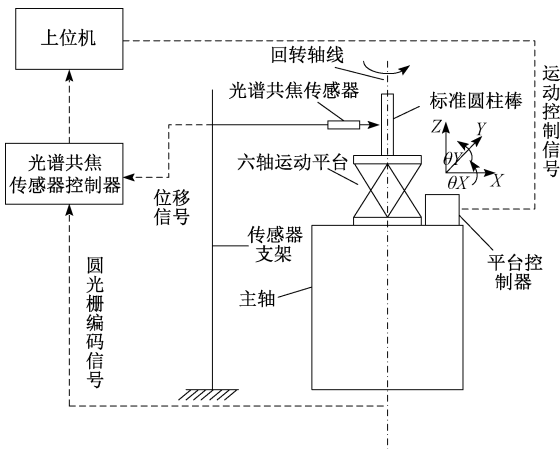 上位机
回转轴线
光谱共焦传感器
标准圆柱棒
运动控制信号
Z
Y
θY
X
θX
光谱共焦
传感器控制器
六轴运动平台
位移
信号
传感器
支架
平台控
制器
主轴
圆光栅编码信号